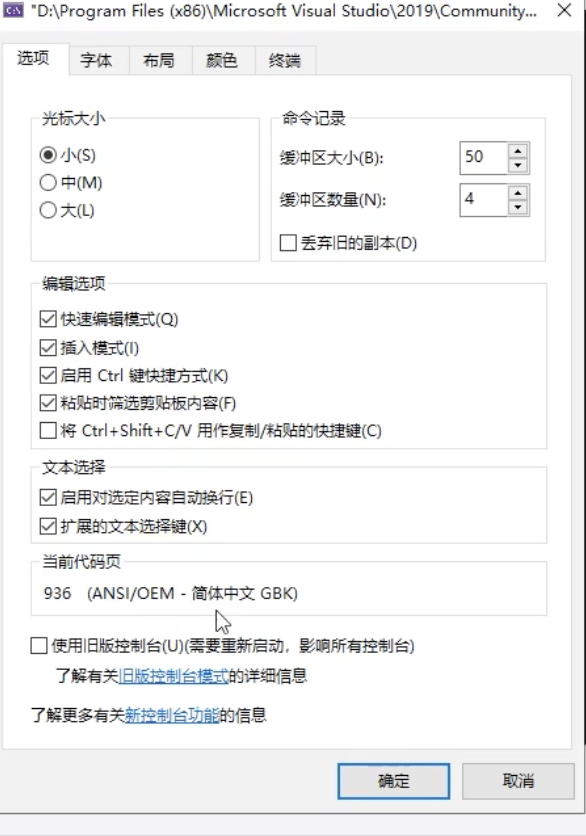 "D:\Program Files (x86)\Microsoft Visual Studio\2019\Community...
选项 字体 布局 颜色 终端
光标大小
小(S)
中(M)
大(L)
命令记录
缓冲区大小(B): 50
缓冲区数量(N): 4
丢弃旧的副本(D)
编辑选项
快速编辑模式(Q)
插入模式(I)
启用 Ctrl 键快捷方式(K)
粘贴时筛选剪贴板内容(F)
将 Ctrl+Shift+C/V 用作复制/粘贴的快捷键(C)
文本选择
启用对选定内容自动换行(E)
扩展的文本选择键(X)
当前代码页
936 (ANSI/OEM - 简体中文 GBK)
使用旧版控制台(U)(需要重新启动，影响所有控制台)
了解有关旧版控制台模式的详细信息
了解更多有关新控制台功能的信息
确定 取消